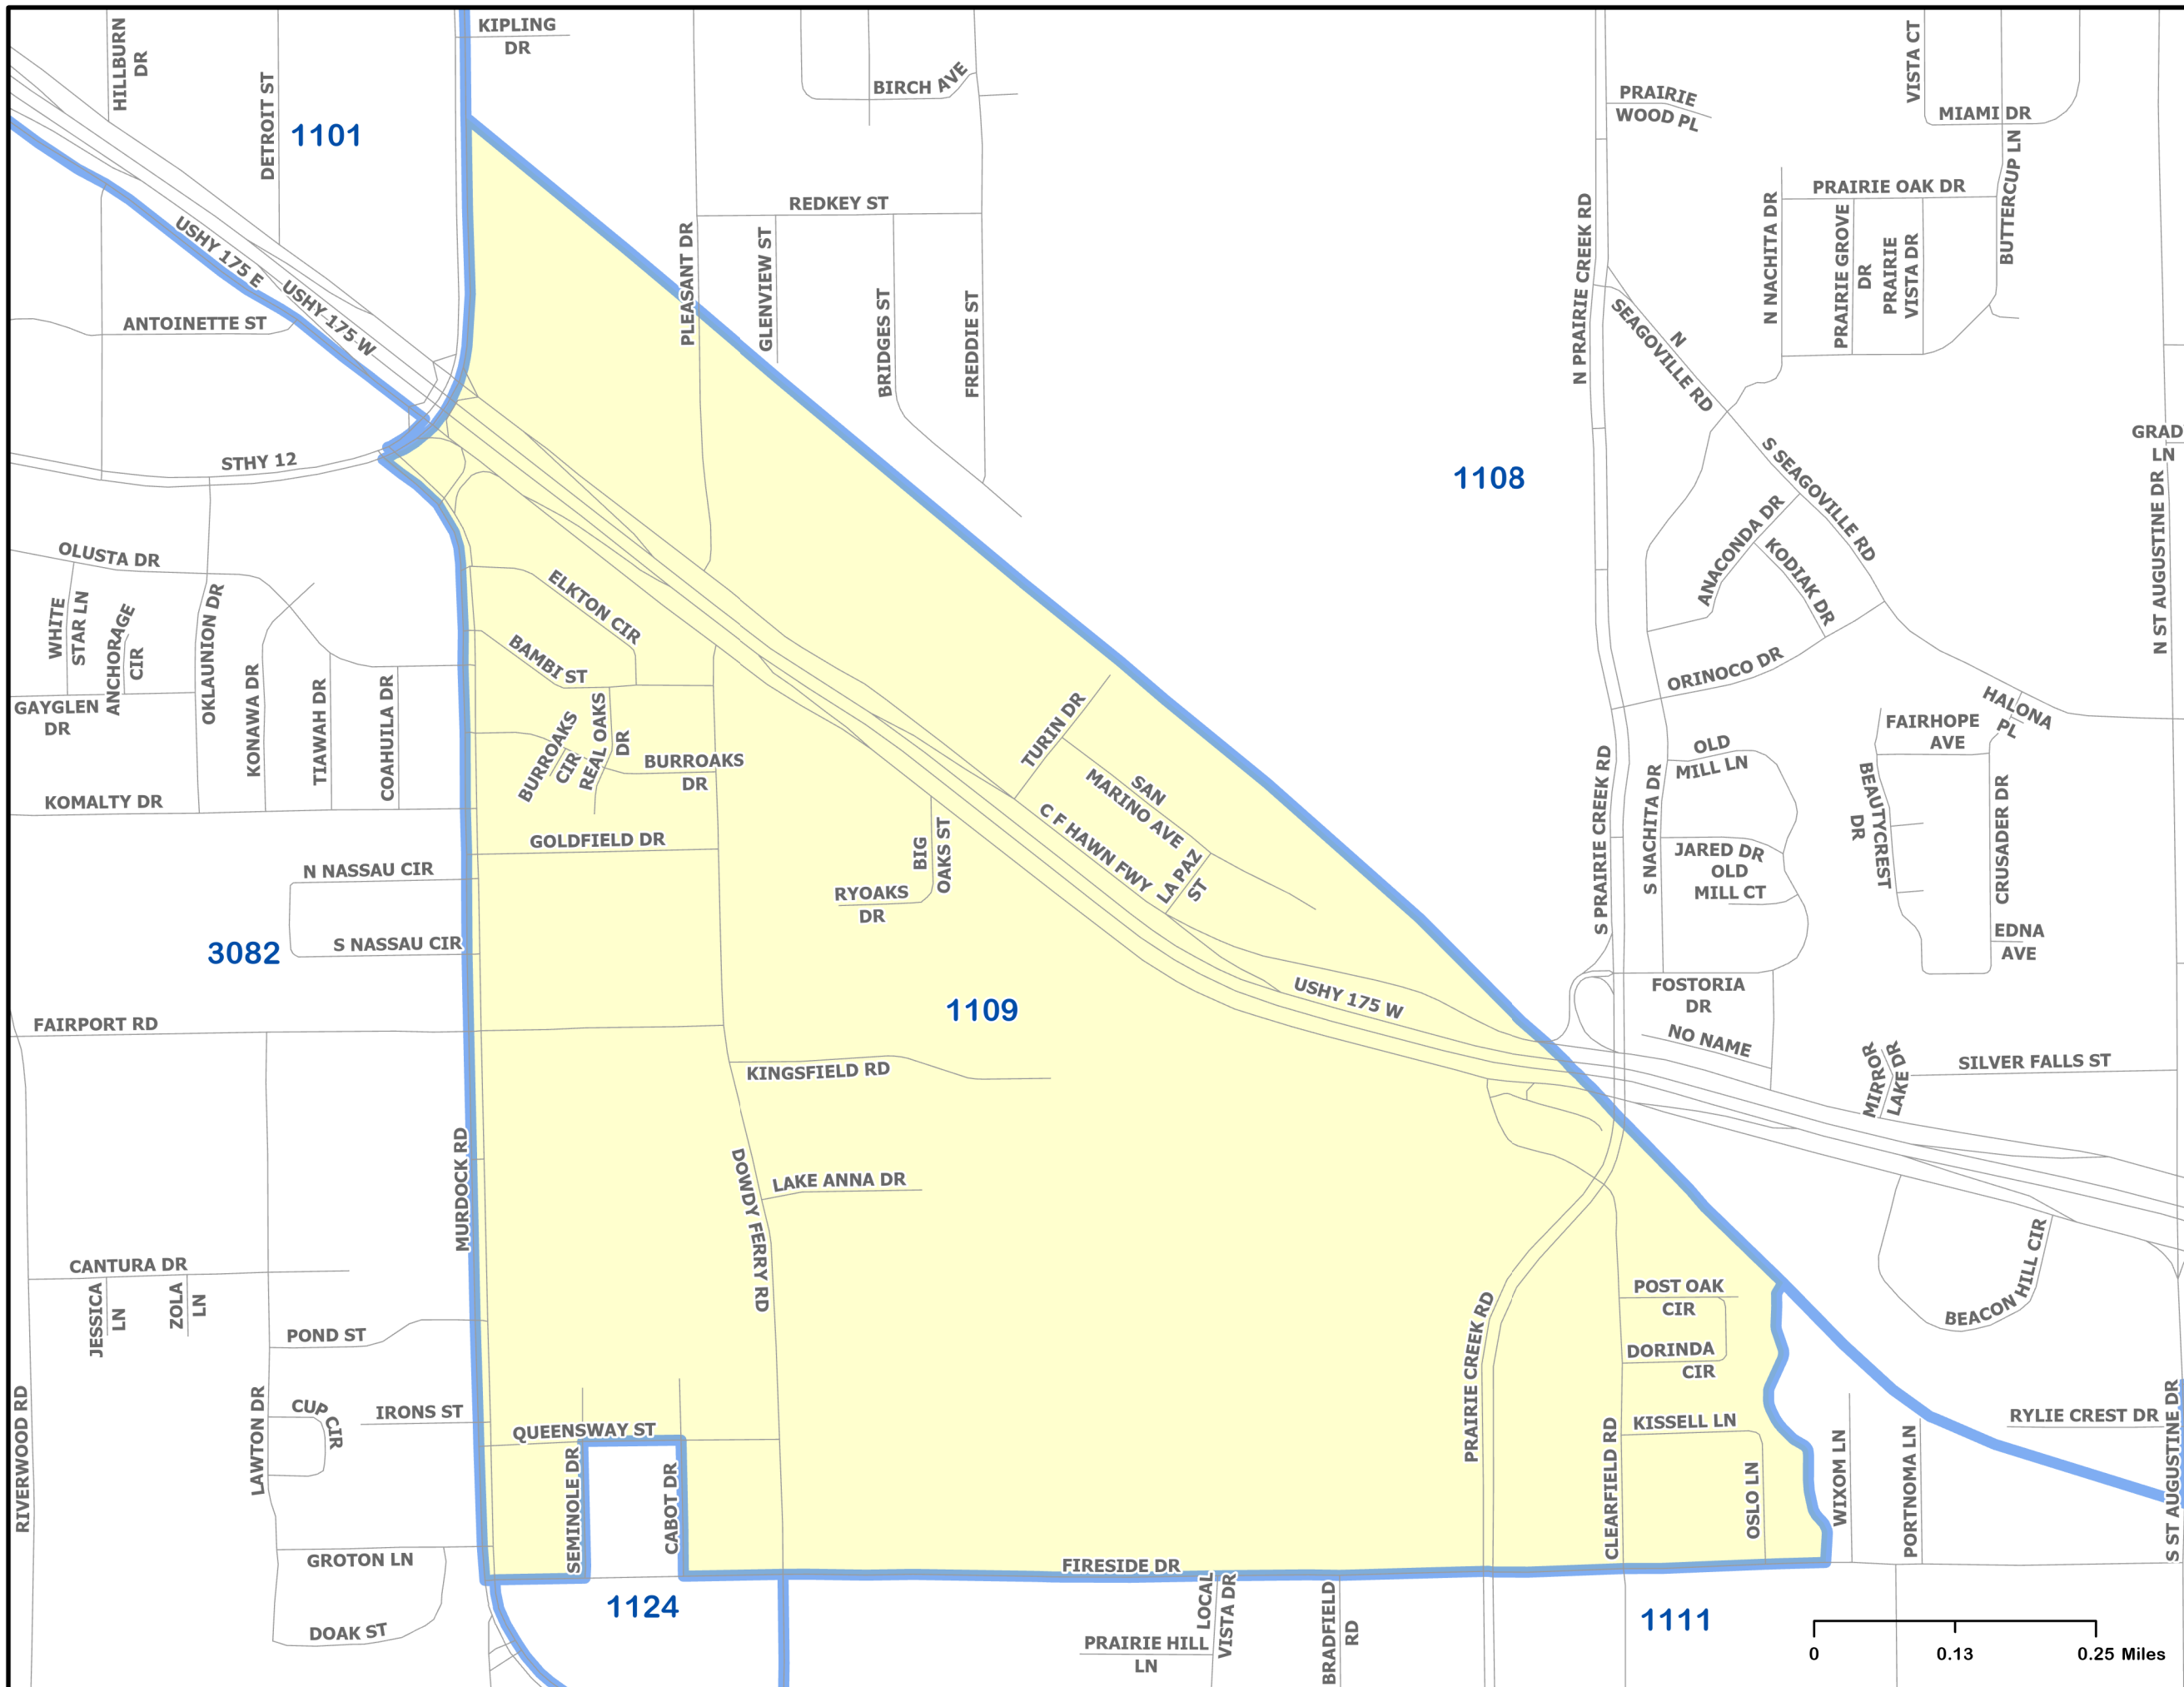 KIPLING
DR
HILLBURN
DR
DETROIT ST
1101
BIRCH AVE
PRAIRIE
WOOD PL
VISTA CT
MIAMI DR
BUTTERCUP LN
PRAIRIE OAK DR
N NACHITA DR
PRAIRIE GROVE
DR
PRAIRIE
VISTA DR
REDKEY ST
PLEASANT DR
GLENVIEW ST
BRIDGES ST
FREDDIE ST
N PRAIRIE CREEK RD
N
SEAGOVILLE RD
USHY 175 E
USHY 175 W
ANTOINETTE ST
STHY 12
1108
S SEAGOVILLE RD
GRAD
LN
N ST AUGUSTINE DR
ANACONDA DR
KODIAK DR
ORINOCO DR
HALONA
PL
OLUSTA DR
WHITE
STAR LN
ANCHORAGE
CIR
OKLAUNION DR
KONAWA DR
TIAWAH DR
COAHUILA DR
GAYGLEN
DR
KOMALTY DR
ELKTON CIR
BAMBI ST
BURROAKS
CIR
REAL OAKS
DR
BURROAKS
DR
GOLDFIELD DR
TURIN DR
SAN
MARINO AVE
C F HAWN FWY
LA PAZ
ST
BIG
OAKS ST
RYOAKS
DR
S PRAIRIE CREEK RD
S NACHITA DR
OLD
MILL LN
JARED DR
OLD
MILL CT
FAIRHOPE
AVE
BEAUTYCREST
DR
CRUSADER DR
EDNA
AVE
N NASSAU CIR
S NASSAU CIR
3082
FAIRPORT RD
1109
USHY 175 W
FOSTORIA
DR
NO NAME
MIRROR
LAKE DR
SILVER FALLS ST
KINGSFIELD RD
MURDOCK RD
DOWDY FERRY RD
LAKE ANNA DR
CANTURA DR
JESSICA
LN
ZOLA
LN
POND ST
BEACON HILL CIR
POST OAK
CIR
DORINDA
CIR
PRAIRIE CREEK RD
RIVERWOOD RD
LAWTON DR
CUP CIR
IRONS ST
QUEENSWAY ST
SEMINOLE DR
CABOT DR
CLEARFIELD RD
KISSELL LN
OSLO LN
WIXOM LN
PORTNOMA LN
RYLIE CREST DR
S ST AUGUSTINE DR
GROTON LN
DOAK ST
FIRESIDE DR
1124
LOCAL
VISTA DR
PRAIRIE HILL
LN
BRADFIELD
RD
1111
0 0.13 0.25 Miles